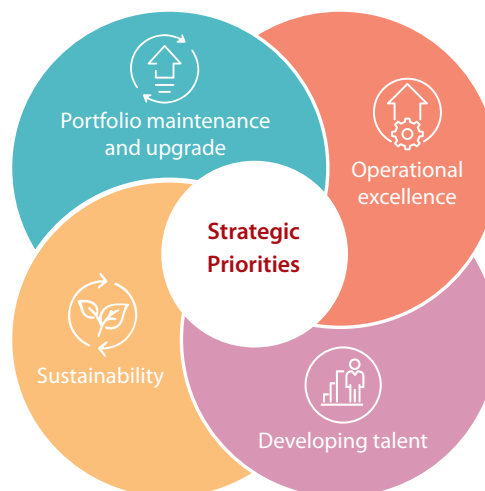 Portfolio maintenance
and upgrade
Operational
excellence
Strategic
Priorities
Sustainability
Developing talent